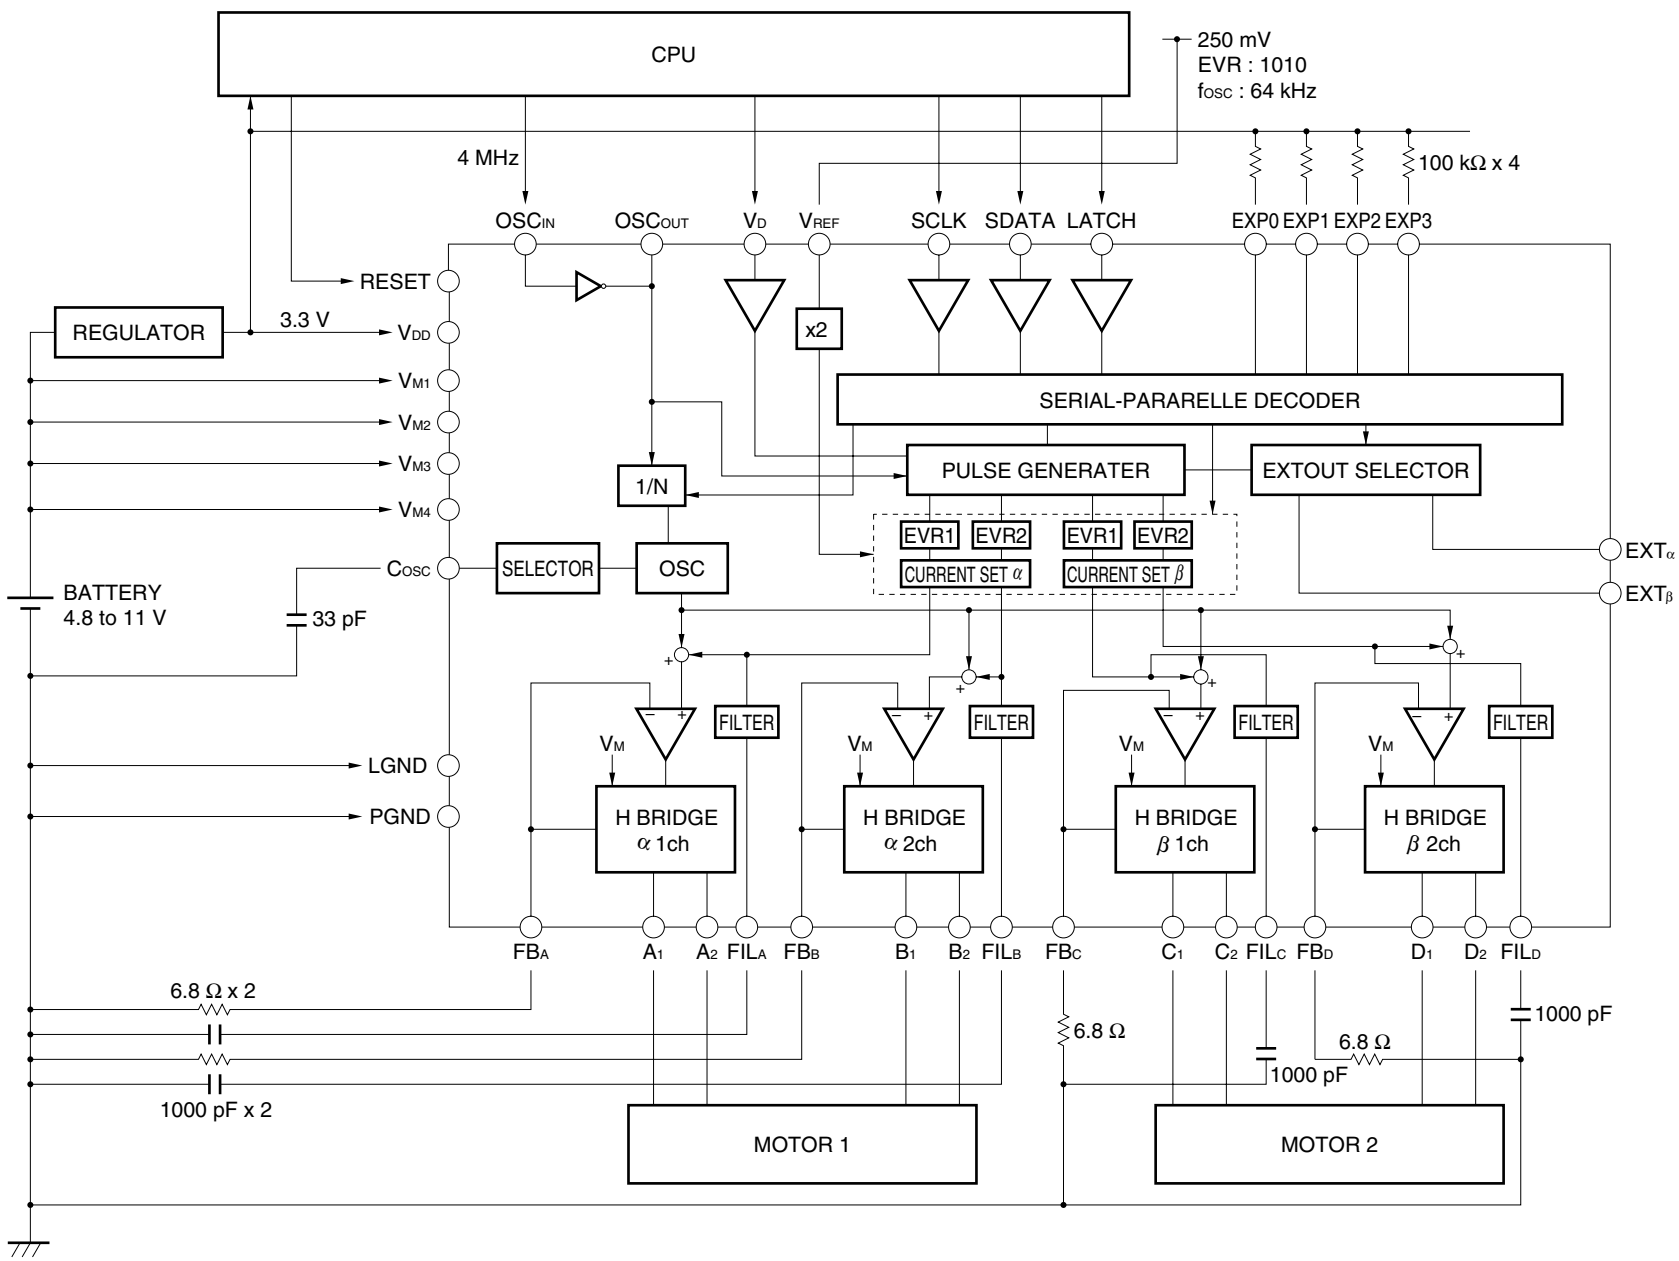 CPU
250 mV
EVR : 1010
fOSC : 64 kHz
4 MHz
100 kΩ x 4
OSCIN
OSCOUT
VD
VREF
SCLK
SDATA
LATCH
EXP0
EXP1
EXP2
EXP3
RESET
REGULATOR
3.3 V
VDD
x2
VM1
SERIAL-PARARELLE DECODER
VM2
VM3
PULSE GENERATER
EXTOUT SELECTOR
1/N
VM4
EVR1
EVR2
EVR1
EVR2
EXTα
COSC
SELECTOR
OSC
CURRENT SET α
CURRENT SET β
BATTERY
4.8 to 11 V
EXTβ
33 pF
+
+
+
+
− +
FILTER
− +
FILTER
− +
FILTER
− +
FILTER
VM
VM
VM
VM
LGND
PGND
H BRIDGE
α 1ch
H BRIDGE
α 2ch
H BRIDGE
β 1ch
H BRIDGE
β 2ch
FBA
A1
A2
FILA
FBB
B1
B2
FILB
FBC
C1
C2
FILC
FBD
D1
D2
FILD
6.8 Ω x 2
1000 pF
6.8 Ω
6.8 Ω
1000 pF
1000 pF x 2
MOTOR 1
MOTOR 2